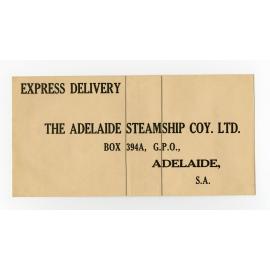 EXPRESS DELIVERY
THE ADELAIDE STEAMSHIP COY. LTD.
BOX 394A, G.P.O.,
ADELAIDE,
S.A.